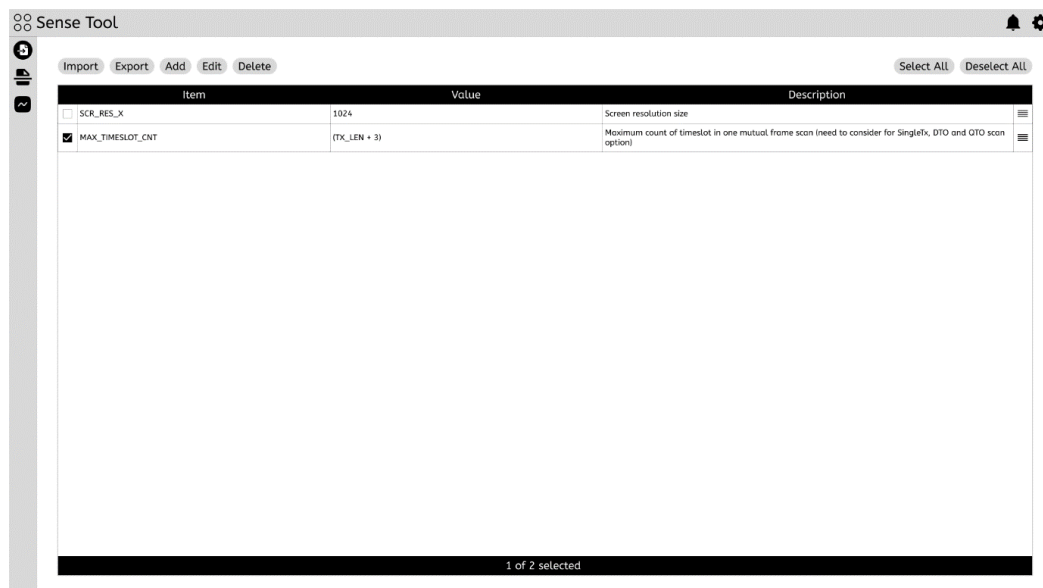 Sense Tool
Import Export Add Edit Delete Select All Deselect All
Item Value Description
SCR_RES_X 1024 Screen resolution size
MAX_TIMESLOT_CNT (TX_LEN + 3) Maximum count of timeslot in one mutual frame scan (need to consider for SingleTx, DTO and QTO scan
option)
1 of 2 selected